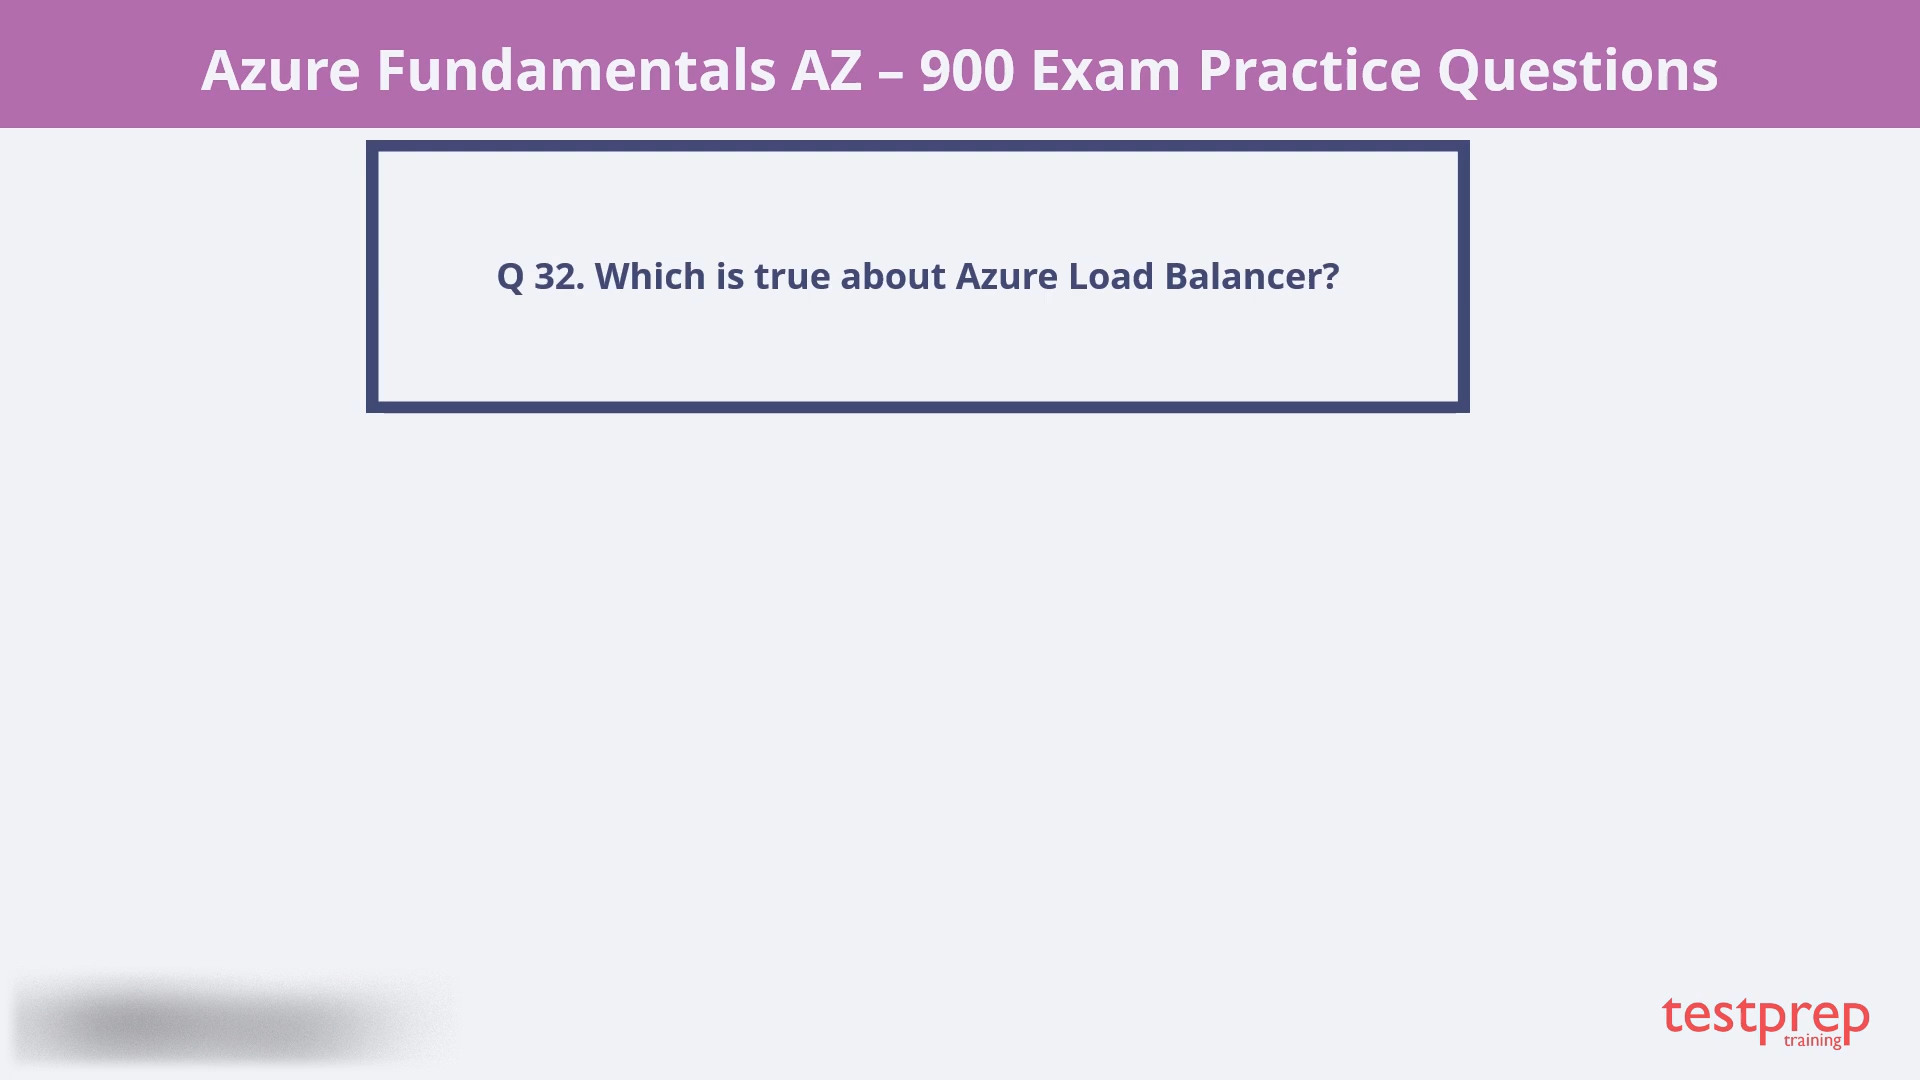 Azure Fundamentals AZ – 900 Exam Practice Questions
Q 32. Which is true about Azure Load Balancer?
testprep
training